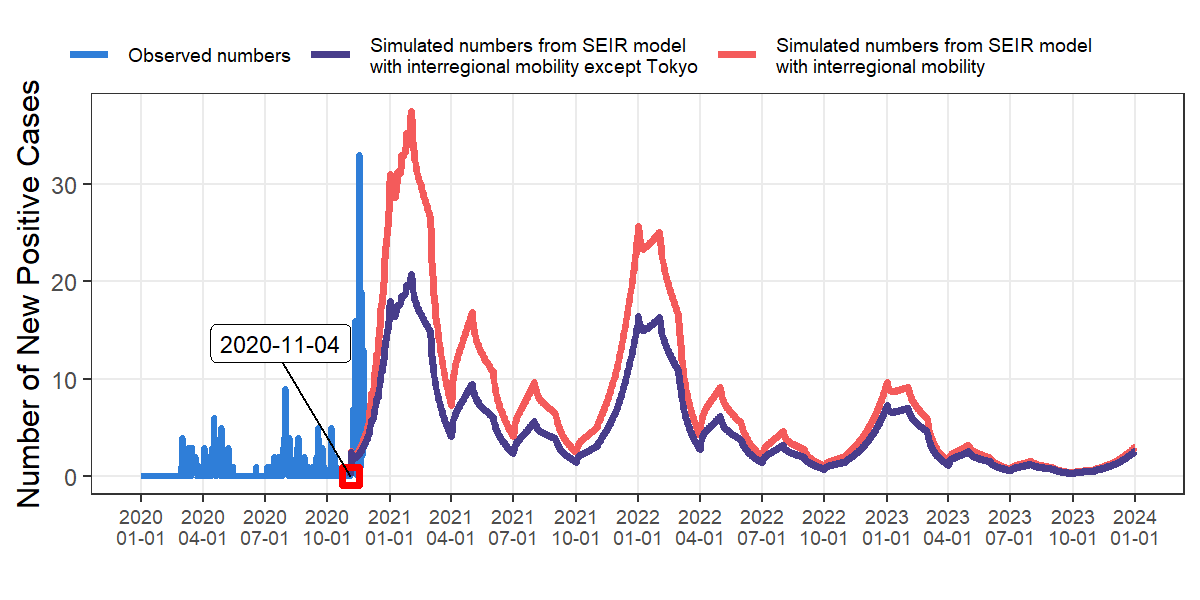 Observed numbers
Simulated numbers from SEIR model
with interregional mobility except Tokyo
Simulated numbers from SEIR model
with interregional mobility
Number of New Positive Cases
30
20
10
0
2020-11-04
2020 2020 2020 2020 2021 2021 2021 2021 2022 2022 2022 2022 2023 2023 2023 2023 2024
01-01 04-01 07-01 10-01 01-01 04-01 07-01 10-01 01-01 04-01 07-01 10-01 01-01 04-01 07-01 10-01 01-01